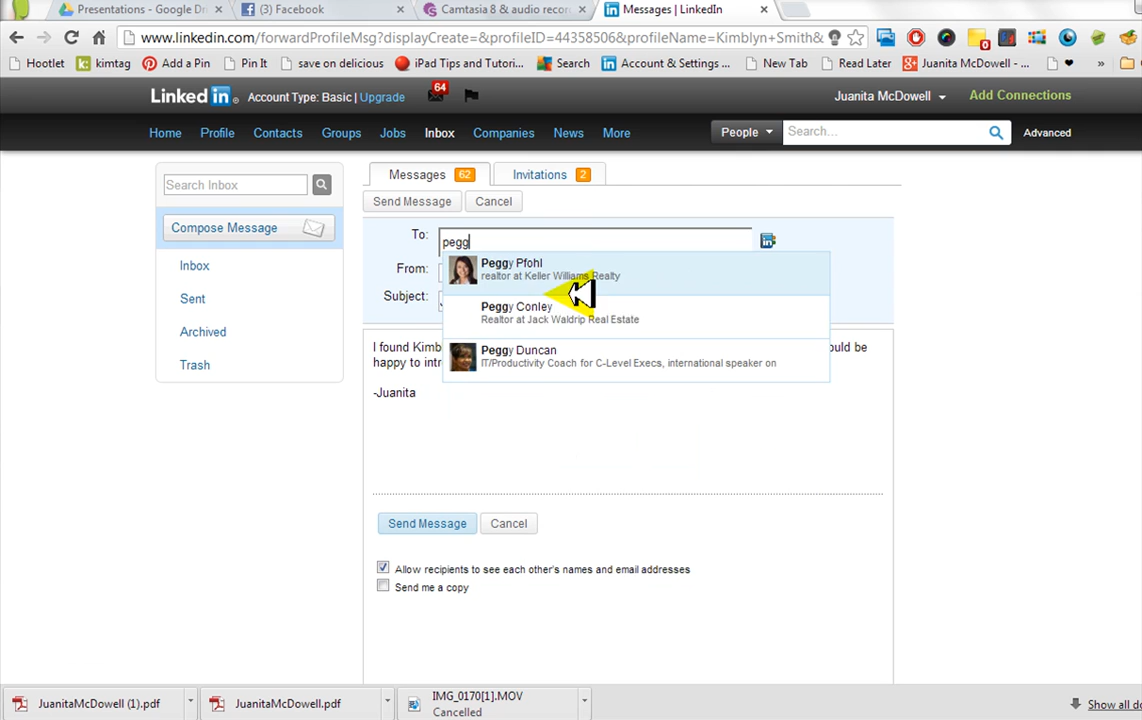 Presentations - Google Dri
(3) Facebook
Camtasia 8 & audio recor
Messages | LinkedIn
www.linkedin.com/forwardProfileMsg?displayCreate=&profileID=44358506&profileName=Kimblyn+Smith&
0
Hootlet
kimtag
Add a Pin
Pin It
save on delicious
iPad Tips and Tutori...
Search
Account & Settings ...
New Tab
Read Later
Juanita McDowell - ...
»
Linked in
Account Type: Basic | Upgrade
64
Juanita McDowell
Add Connections
Home Profile Contacts Groups Jobs Inbox Companies News More
People
Search...
Advanced
Search Inbox
Compose Message
Inbox
Sent
Archived
Trash
Messages 62
Invitations 2
Send Message Cancel
To: pegg
From:
Subject:
Peggy Pfohl
realtor at Keller Williams Realty
Peggy Conley
Realtor at Jack Waldrip Real Estate
Peggy Duncan
IT/Productivity Coach for C-Level Execs, international speaker on
I found Kimb ould be
happy to intr
-Juanita
Send Message Cancel
Allow recipients to see each other's names and email addresses
Send me a copy
JuanitaMcDowell (1).pdf
JuanitaMcDowell.pdf
IMG_0170[1].MOV
Cancelled
Show all do